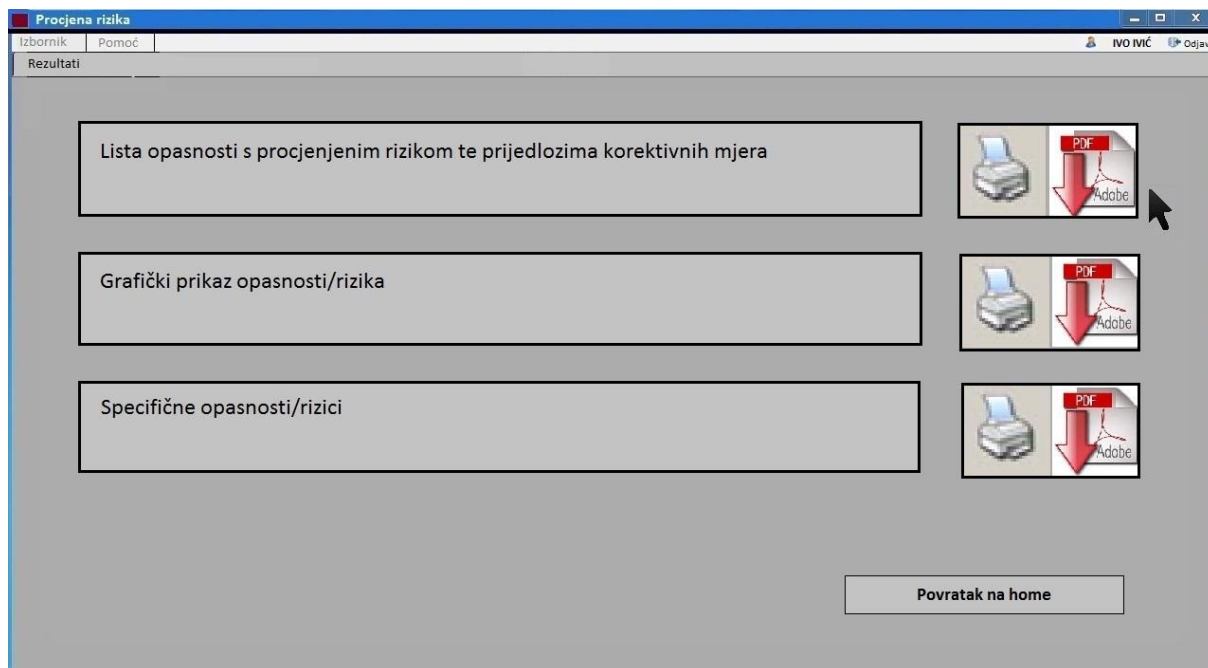 Procjena rizika
Izbornik Pomoć IVO IVIĆ Odjav
Rezultati
Lista opasnosti s procjenjenim rizikom te prijedlozima korektivnih mjera
PDF
Adobe
Grafički prikaz opasnosti/rizika
PDF
Adobe
Specifične opasnosti/rizici
PDF
Adobe
Povratak na home